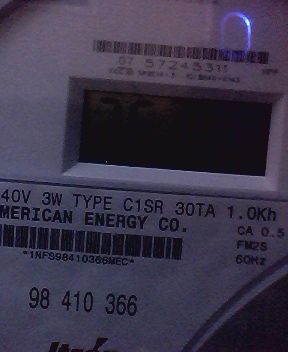 07 572453
40V 3W TYPE C1SR 30TA 1.0Kh
MERICAN ENERGY CO.
CA 0.5
FM2S
60Hz
*1NFS98410366MEC*
98 410 366